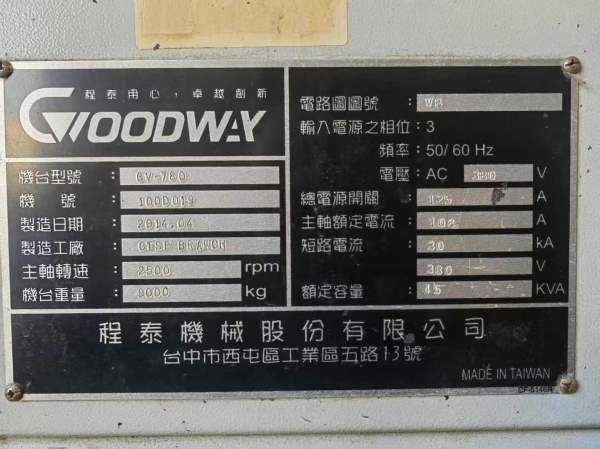 程泰用心，卓越創新
GOODWAY
機台型號 : GV-780
機 號 : 100D019
製造日期 : 2014.04
製造工廠 : BRANCH
主軸轉速 : 2500 rpm
機台重量 : 9000 kg
電路圖圖號 :
輸入電源之相位 : 3
頻率 : 50/60 Hz
電壓 : AC 380 V
總電源開關 : 125 A
主軸額定電流 : 102 A
短路電流 : 30 kA
380 V
額定容量 : 45 KVA
程泰機械股份有限公司
台中市西屯區工業區五路13號
MADE IN TAIWAN